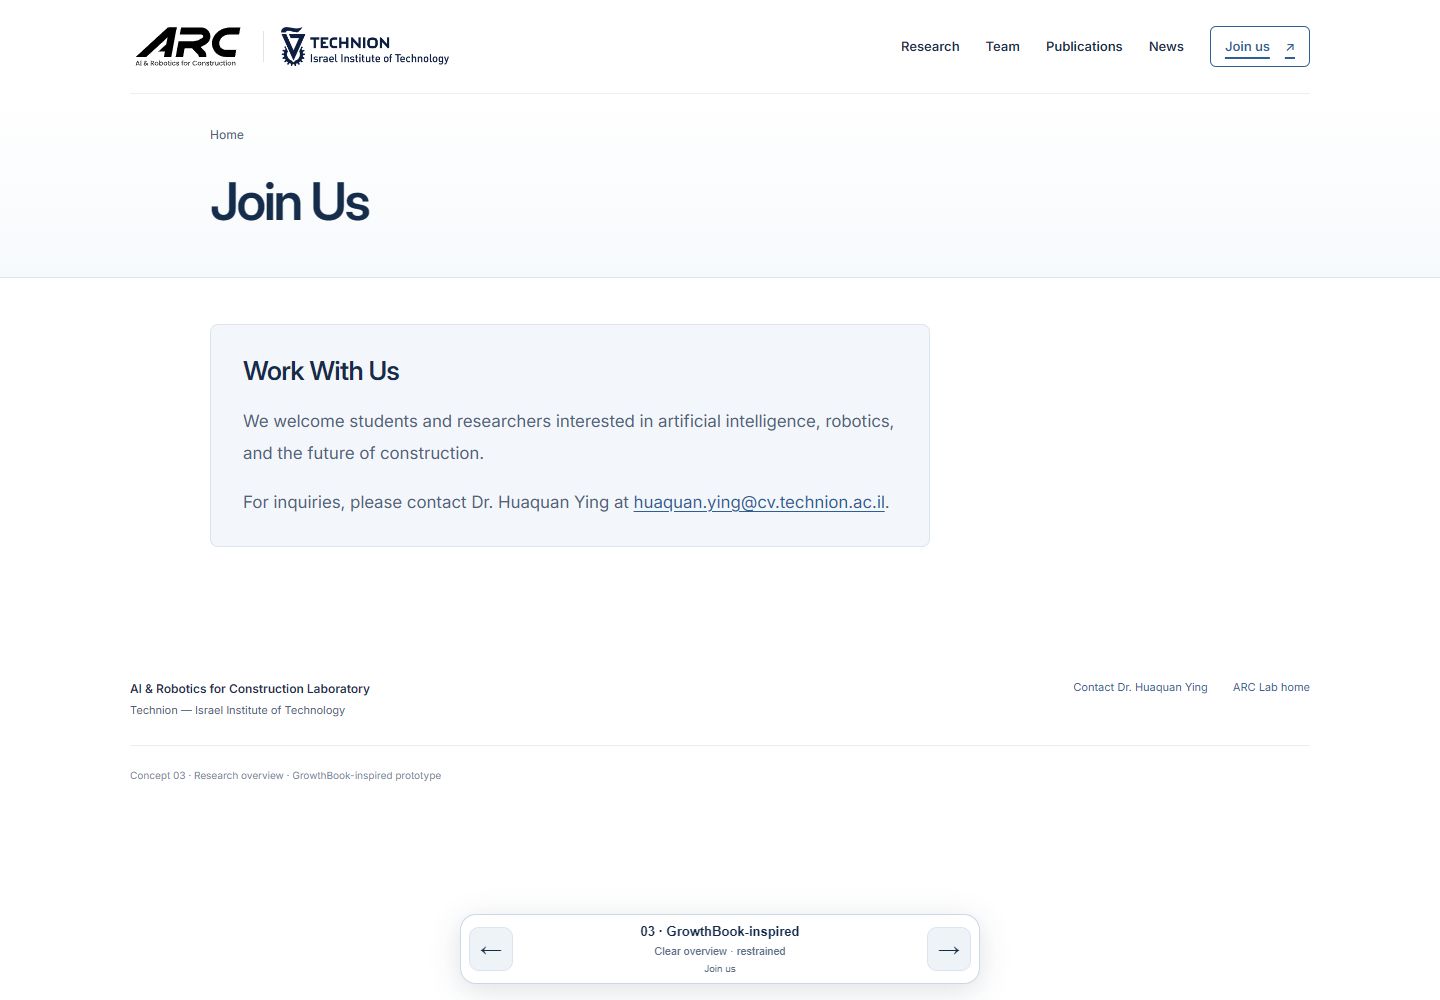 ARC
AI & Robotics for Construction
TECHNION
Israel Institute of Technology
Research
Team
Publications
News
Join us ↗
Home
Join Us
Work With Us
We welcome students and researchers interested in artificial intelligence, robotics,
and the future of construction.
For inquiries, please contact Dr. Huaquan Ying at huaquan.ying@cv.technion.ac.il.
AI & Robotics for Construction Laboratory
Technion — Israel Institute of Technology
Contact Dr. Huaquan Ying
ARC Lab home
Concept 03 · Research overview · GrowthBook-inspired prototype
←
03 · GrowthBook-inspired
Clear overview · restrained
Join us
→